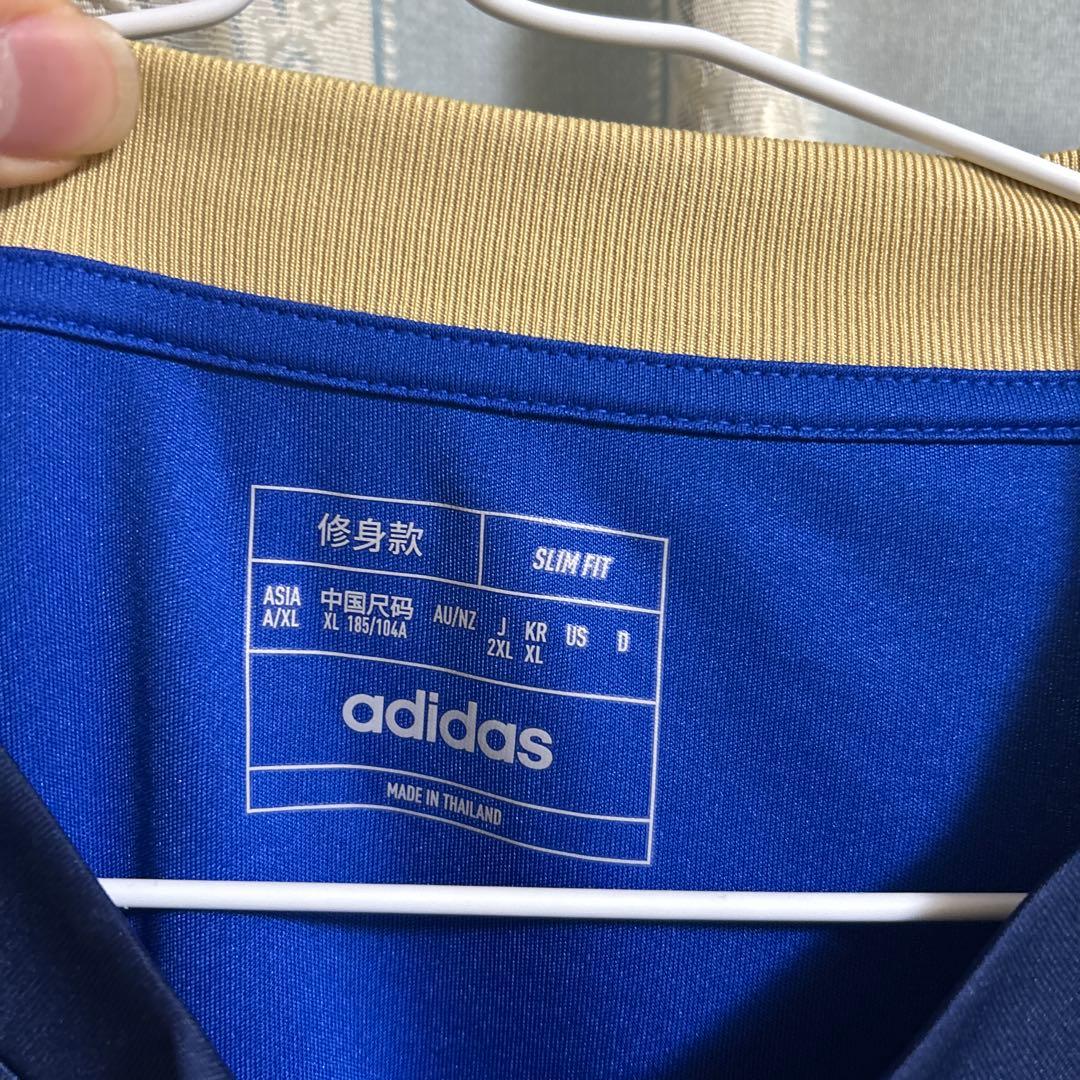 修身款
SLIM FIT
ASIA 中国尺码 AU/NZ J KR US D
A/XL XL 185/104A 2XL XL
adidas
MADE IN THAILAND